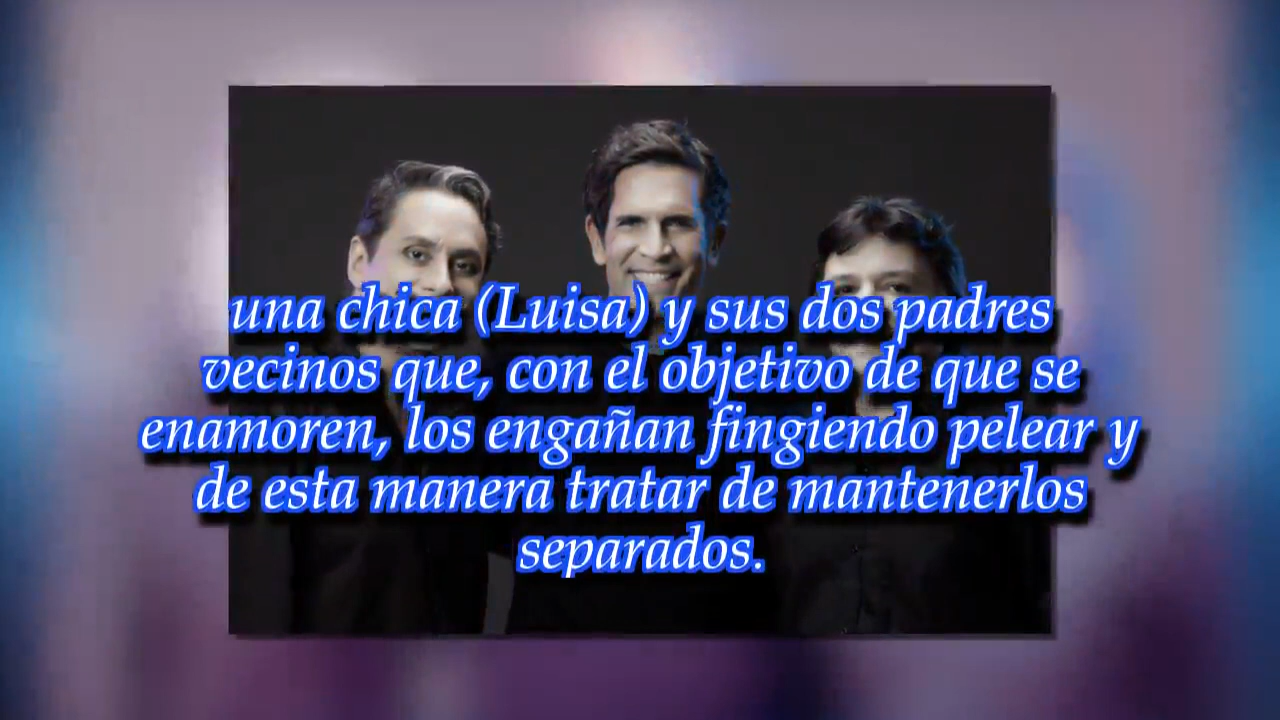 una chica (Luisa) y sus dos padres
vecinos que, con el objetivo de que se
enamoren, los engañan fingiendo pelear y
de esta manera tratar de mantenerlos
separados.